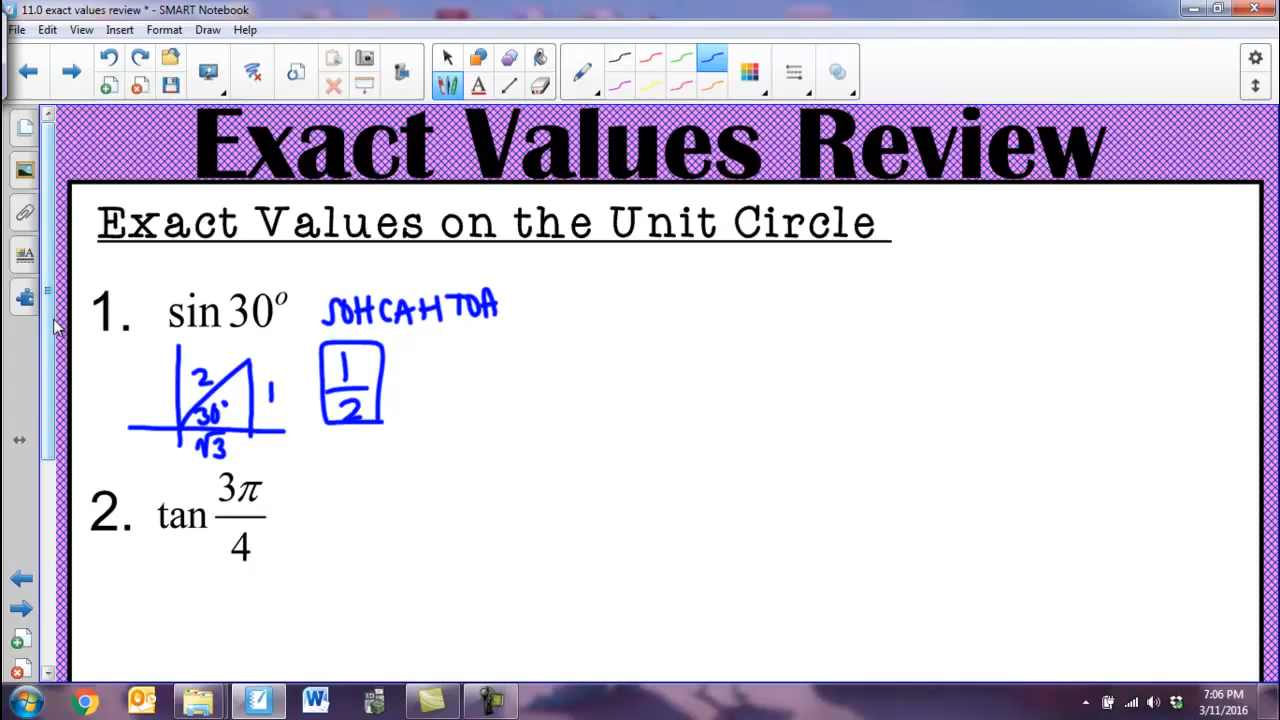 11.0 exact values review * - SMART Notebook
File Edit View Insert Format Draw Help
Exact Values Review
Exact Values on the Unit Circle
1. sin 30° SOHCAHTOA
2 1
30°
√3
1
2
2. tan 3π
4
7:06 PM
3/11/2016